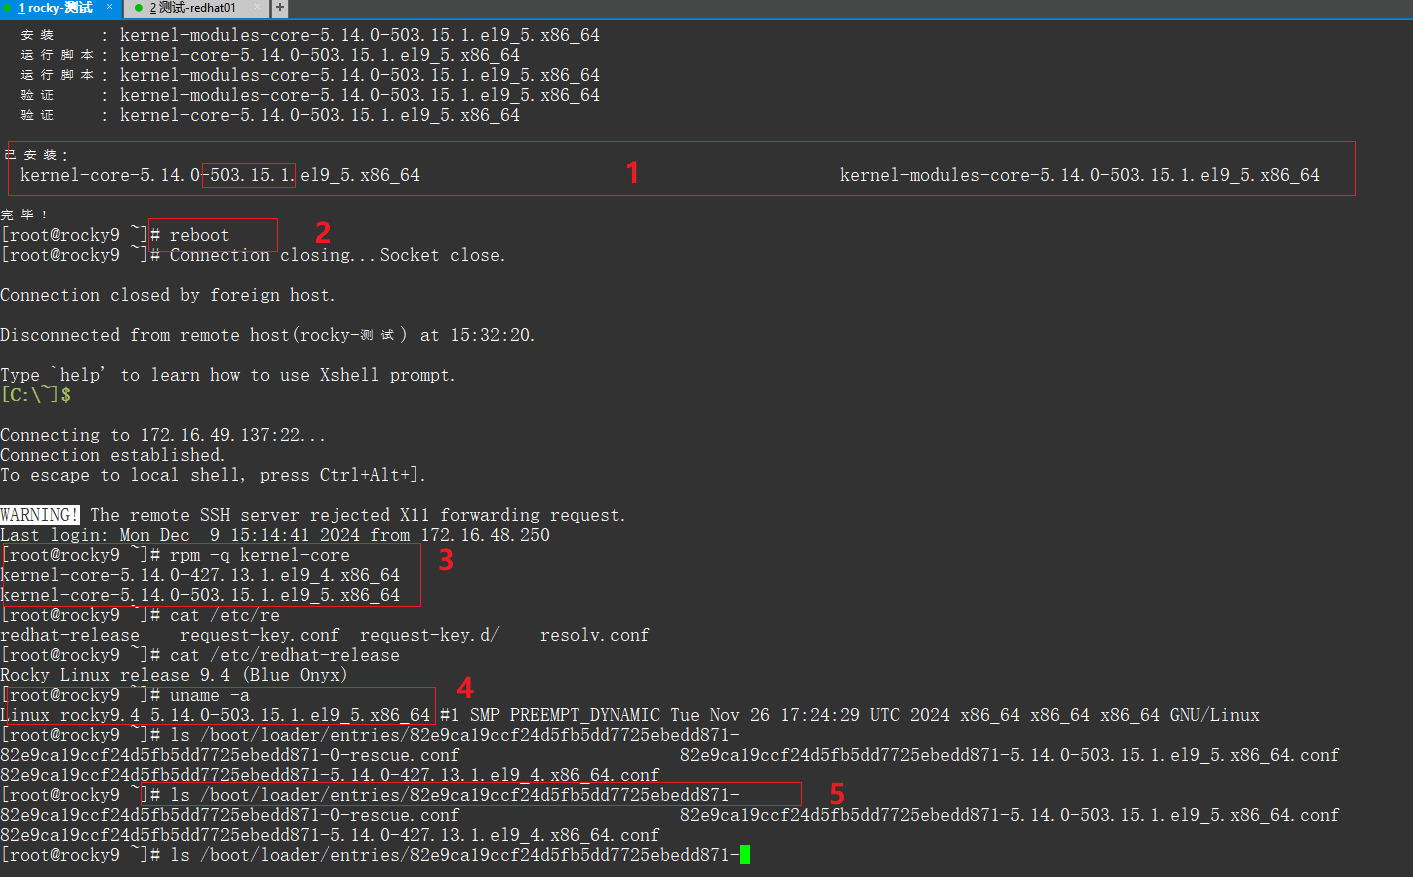 1 rocky-测试 × 2 测试-redhat01 × +
安装 : kernel-modules-core-5.14.0-503.15.1.el9_5.x86_64
运行脚本: kernel-core-5.14.0-503.15.1.el9_5.x86_64
运行脚本: kernel-modules-core-5.14.0-503.15.1.el9_5.x86_64
验证 : kernel-modules-core-5.14.0-503.15.1.el9_5.x86_64
验证 : kernel-core-5.14.0-503.15.1.el9_5.x86_64
已安装:
kernel-core-5.14.0-503.15.1.el9_5.x86_64 1 kernel-modules-core-5.14.0-503.15.1.el9_5.x86_64
完毕!
[root@rocky9 ~]# reboot 2
[root@rocky9 ~]# Connection closing...Socket close.
Connection closed by foreign host.
Disconnected from remote host(rocky-测试) at 15:32:20.
Type `help' to learn how to use Xshell prompt.
[C:\~]$
Connecting to 172.16.49.137:22...
Connection established.
To escape to local shell, press Ctrl+Alt+].
WARNING! The remote SSH server rejected X11 forwarding request.
Last login: Mon Dec  9 15:14:41 2024 from 172.16.48.250
[root@rocky9 ~]# rpm -q kernel-core 3
kernel-core-5.14.0-427.13.1.el9_4.x86_64
kernel-core-5.14.0-503.15.1.el9_5.x86_64
[root@rocky9 ~]# cat /etc/re
redhat-release request-key.conf request-key.d/ resolv.conf
[root@rocky9 ~]# cat /etc/redhat-release
Rocky Linux release 9.4 (Blue Onyx)
[root@rocky9 ~]# uname -a 4
Linux rocky9.4 5.14.0-503.15.1.el9_5.x86_64 #1 SMP PREEMPT_DYNAMIC Tue Nov 26 17:24:29 UTC 2024 x86_64 x86_64 x86_64 GNU/Linux
[root@rocky9 ~]# ls /boot/loader/entries/82e9ca19ccf24d5fb5dd7725ebedd871-
82e9ca19ccf24d5fb5dd7725ebedd871-0-rescue.conf 82e9ca19ccf24d5fb5dd7725ebedd871-5.14.0-503.15.1.el9_5.x86_64.conf
82e9ca19ccf24d5fb5dd7725ebedd871-5.14.0-427.13.1.el9_4.x86_64.conf
[root@rocky9 ~]# ls /boot/loader/entries/82e9ca19ccf24d5fb5dd7725ebedd871- 5
82e9ca19ccf24d5fb5dd7725ebedd871-0-rescue.conf 82e9ca19ccf24d5fb5dd7725ebedd871-5.14.0-503.15.1.el9_5.x86_64.conf
82e9ca19ccf24d5fb5dd7725ebedd871-5.14.0-427.13.1.el9_4.x86_64.conf
[root@rocky9 ~]# ls /boot/loader/entries/82e9ca19ccf24d5fb5dd7725ebedd871-